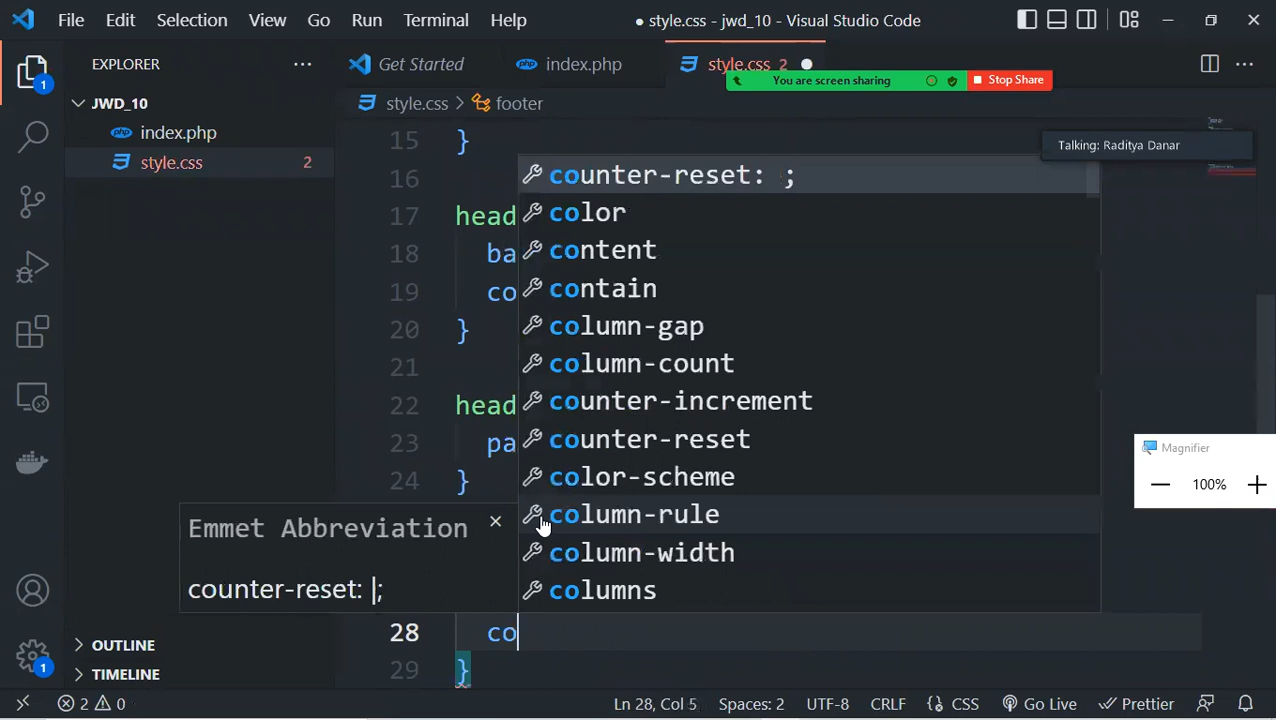 File Edit Selection View Go Run Terminal Help
● style.css - jwd_10 - Visual Studio Code
EXPLORER
Get Started
index.php
style.css 2
You are screen sharing
Stop Share
JWD_10
style.css > footer
index.php
style.css 2
Talking: Raditya Danar
15 }
16
17 head
18 ba
19 co
20 }
21
22 head
23 pa
24 }
counter-reset: ;
color
content
contain
column-gap
column-count
counter-increment
counter-reset
color-scheme
column-rule
column-width
columns
Magnifier
100%
Emmet Abbreviation
counter-reset: |;
28 co
29 }
1
1
OUTLINE
TIMELINE
2 0
Ln 28, Col 5 Spaces: 2 UTF-8 CRLF {} CSS Go Live Prettier